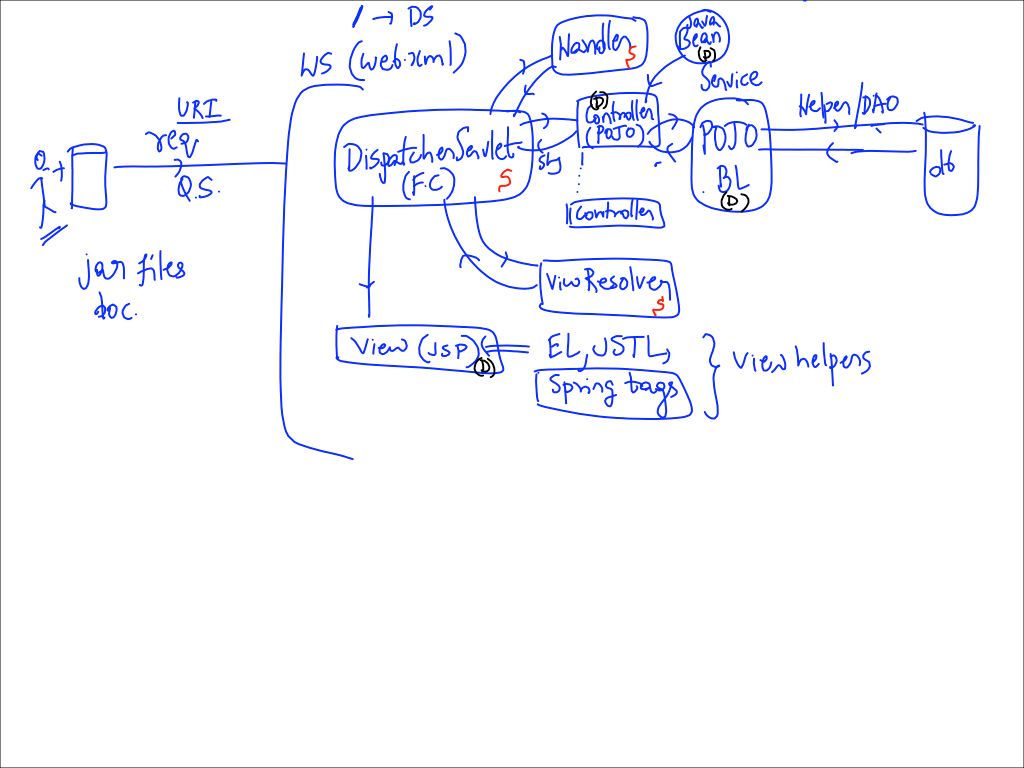 / → DS
WS (web.xml)
URI
req
Q.S.
jar files
doc.
Handler
S
Java
Bean
(D)
Service
(D)
Controller
(POJO)
Controller
DispatcherServlet
(F.C)
S
POJO
BL
(D)
Helper/DAO
db
ViewResolver
S
View (JSP)
(D)
EL, JSTL,
Spring tags
View helpers